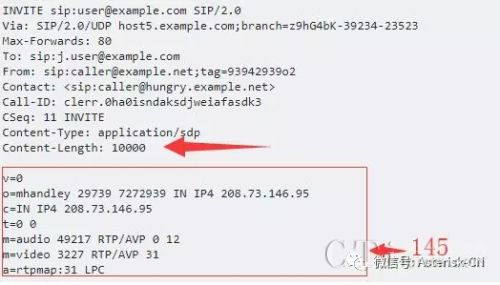 INVITE sip:user@example.com SIP/2.0
Via: SIP/2.0/UDP host5.example.com;branch=z9hG4bK-39234-23523
Max-Forwards: 80
To: sip:j.user@example.com
From: sip:caller@example.net;tag=93942939o2
Contact: <sip:caller@hungry.example.net>
Call-ID: clerr.0ha0isndaksdjweiafasdk3
CSeq: 11 INVITE
Content-Type: application/sdp
Content-Length: 10000
v=0
o=mhandley 29739 7272939 IN IP4 208.73.146.95
c=IN IP4 208.73.146.95
t=0 0
m=audio 49217 RTP/AVP 0 12
m=video 3227 RTP/AVP 31
a=rtpmap:31 LPC
145
微信号: Asterisk-CN